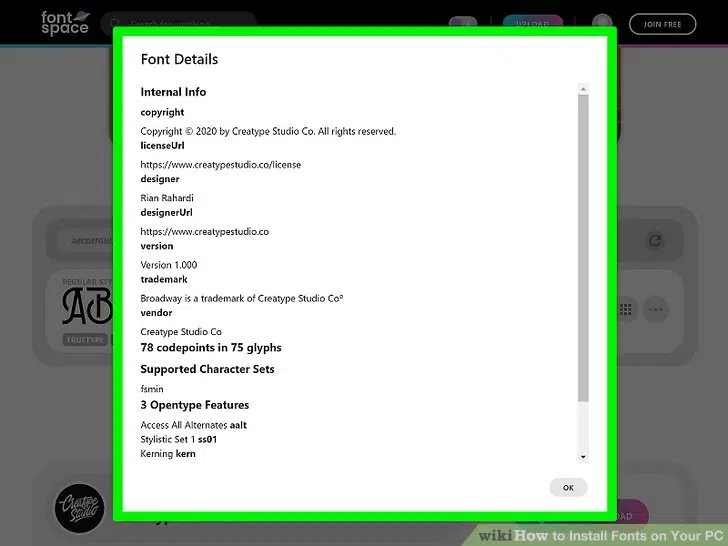 font
space
Search for anything
UPLOAD
JOIN FREE
Font Details
Internal Info
copyright
Copyright © 2020 by Creatype Studio Co. All rights reserved.
licenseUrl
https://www.creatypestudio.co/license
designer
Rian Rahardi
designerUrl
https://www.creatypestudio.co
version
Version 1.000
trademark
Broadway is a trademark of Creatype Studio Coª
vendor
Creatype Studio Co
78 codepoints in 75 glyphs
Supported Character Sets
fsmin
3 Opentype Features
Access All Alternates aalt
Stylistic Set 1 ss01
Kerning kern
OK
ABCDEFGHI
REGULAR STY
AB
TRUETYPE
Creatype
Studio
wikiHow to Install Fonts on Your PC